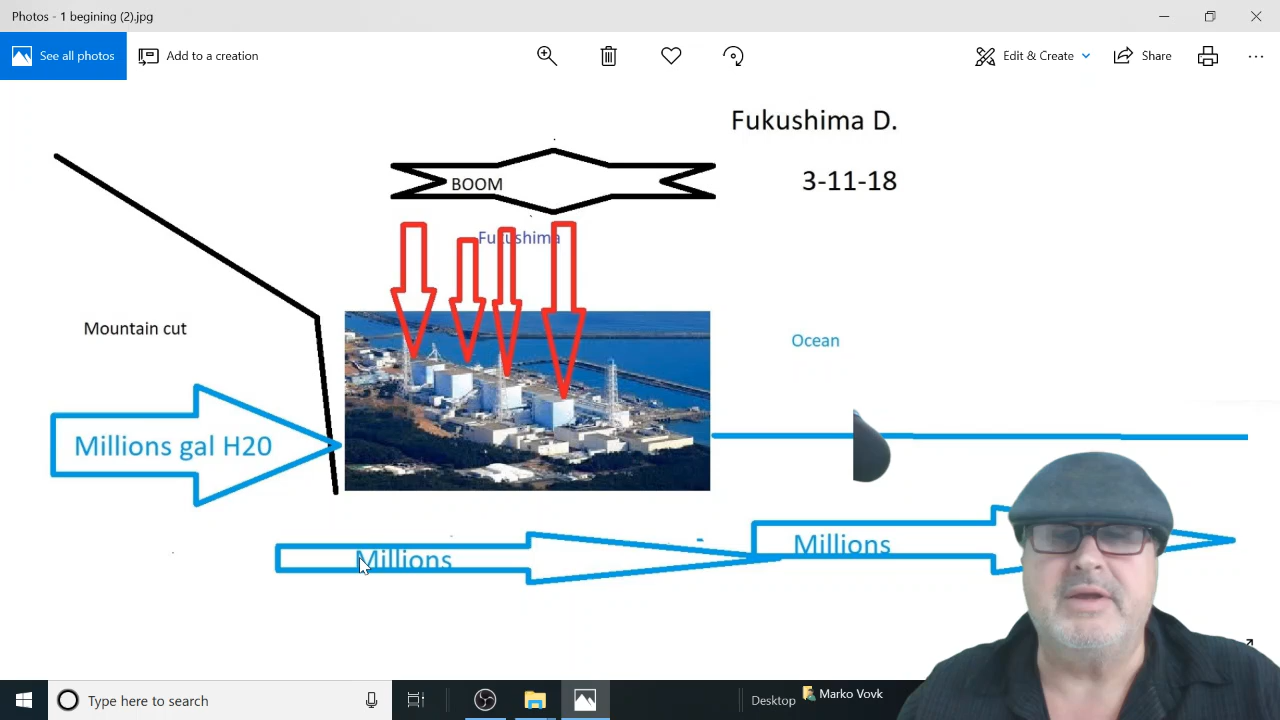 Photos - 1 begining (2).jpg
See all photos
Add to a creation
Edit & Create
Share
Fukushima D.
3-11-18
BOOM
Fukushima
Mountain cut
Ocean
Millions gal H20
Millions
Millions
Type here to search
Desktop
Marko Vovk